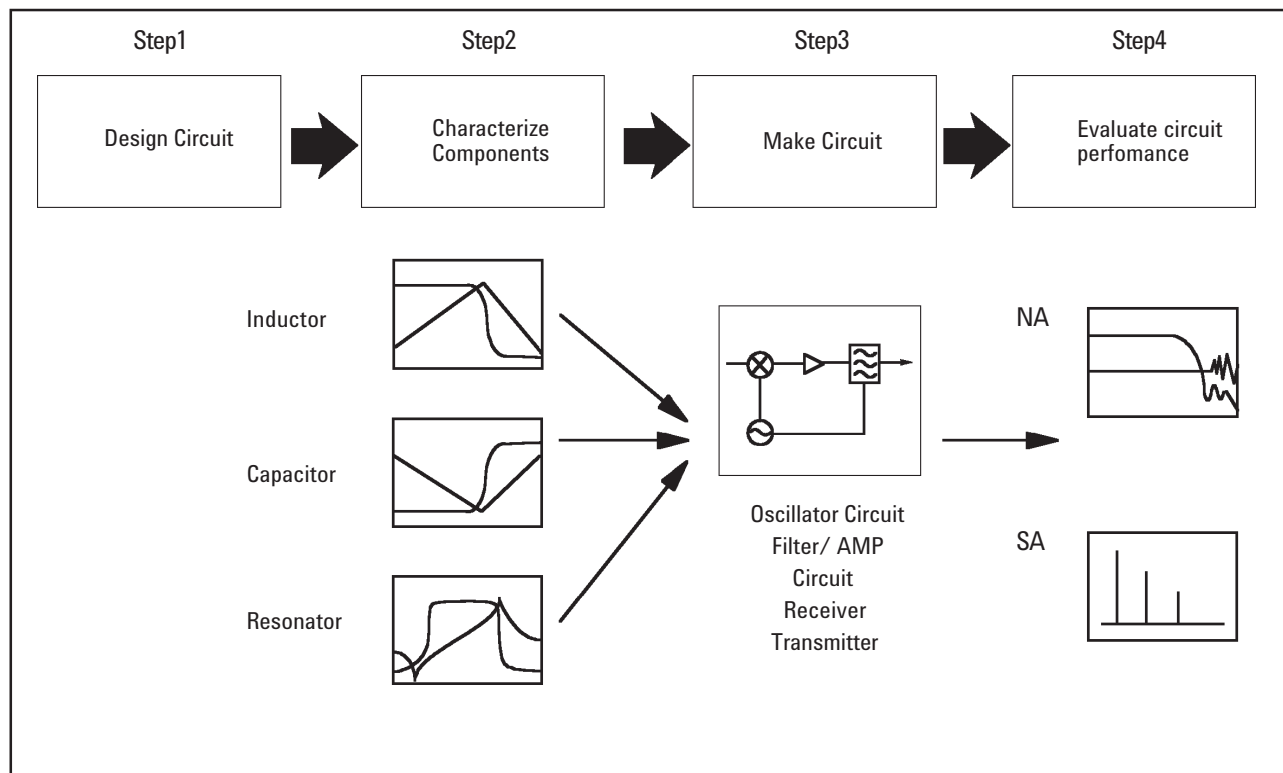 Step1
Step2
Step3
Step4
Design Circuit
Characterize
Components
Make Circuit
Evaluate circuit
perfomance
Inductor
Capacitor
Resonator
Oscillator Circuit
Filter/ AMP
Circuit
Receiver
Transmitter
NA
SA